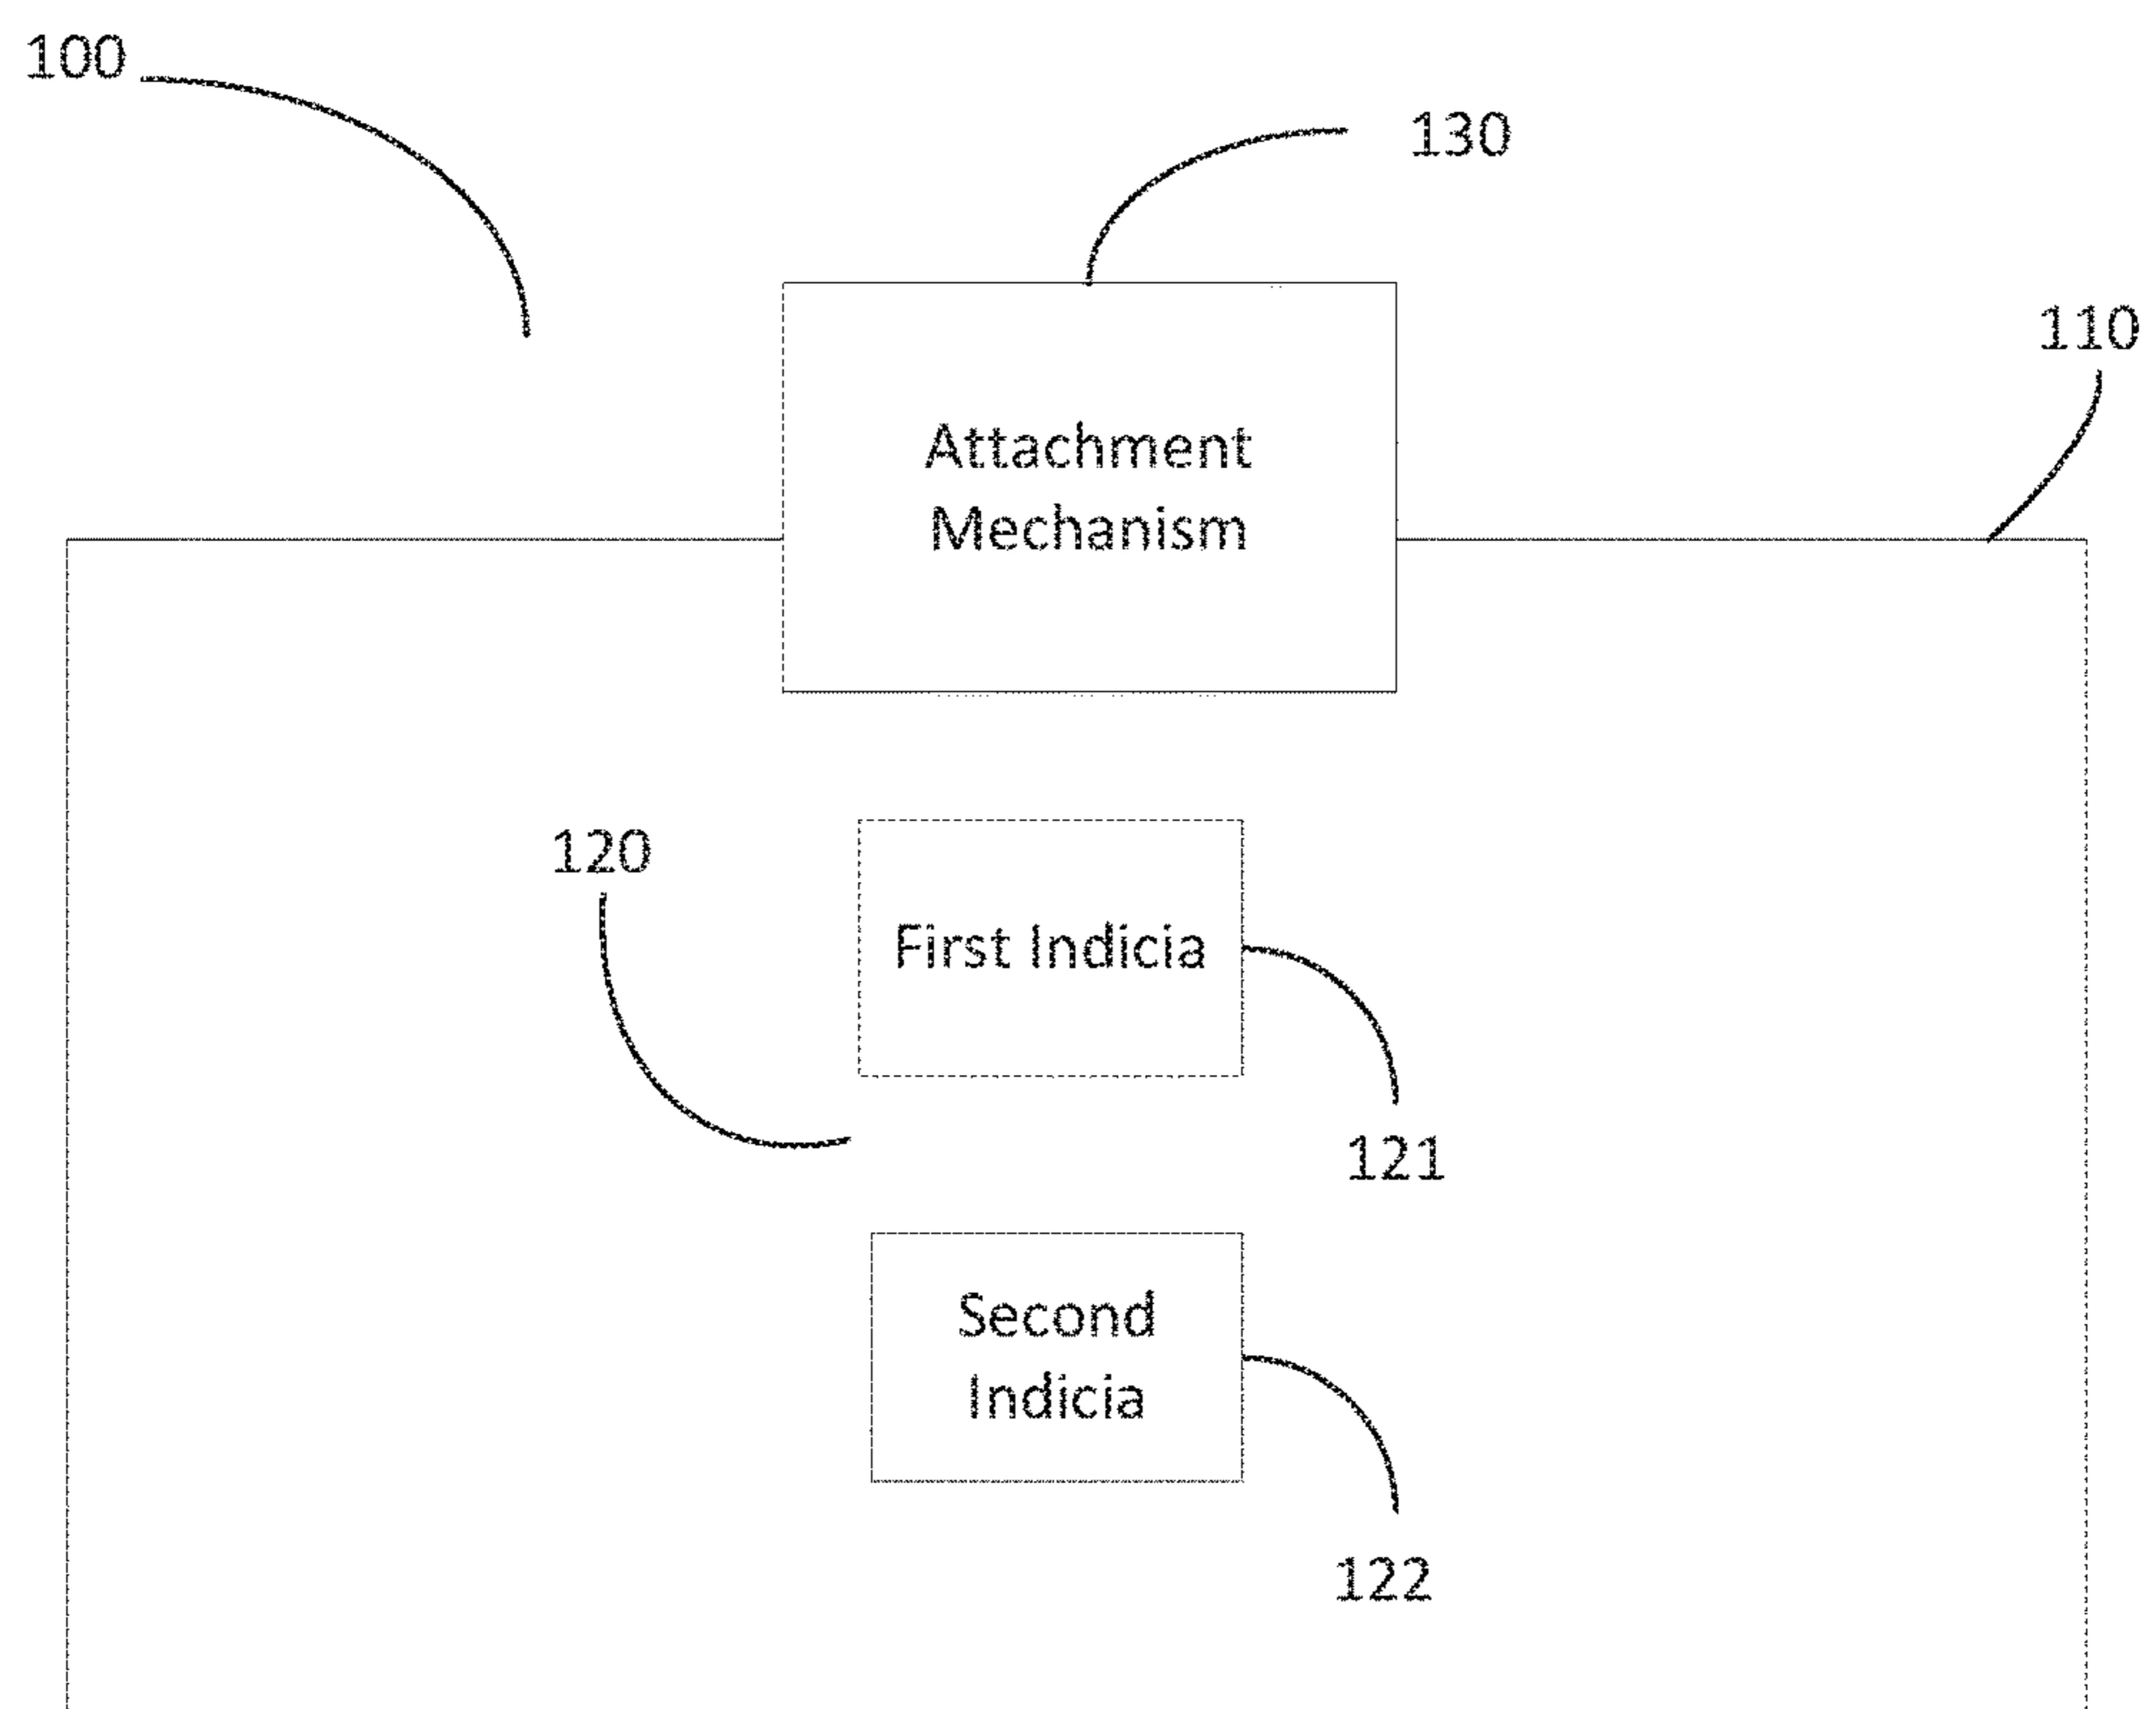 100
130
110
Attachment
Mechanism
120
First Indicia
121
Second
Indicia
122